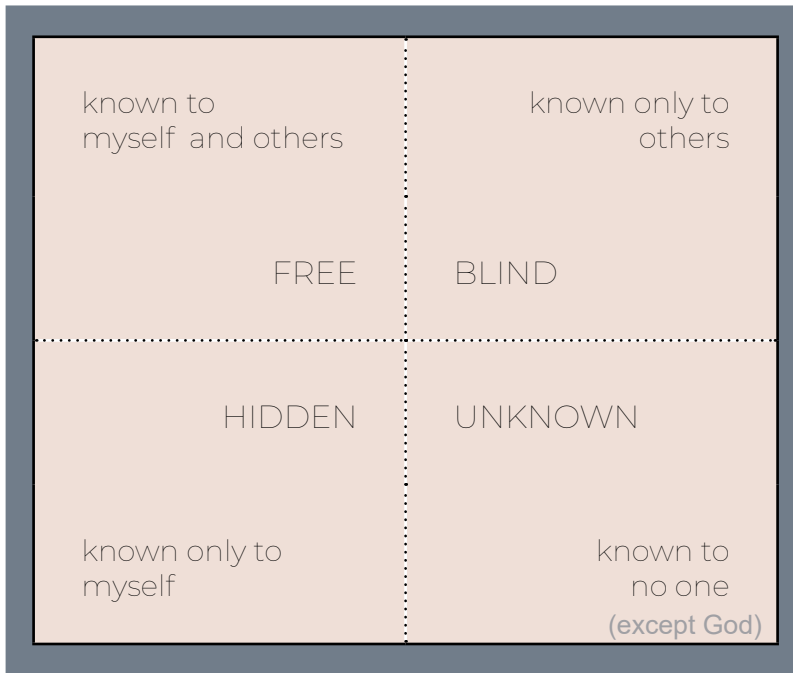 known to
myself and others
known only to
others
FREE
BLIND
HIDDEN
UNKNOWN
known only to
myself
known to
no one
(except God)